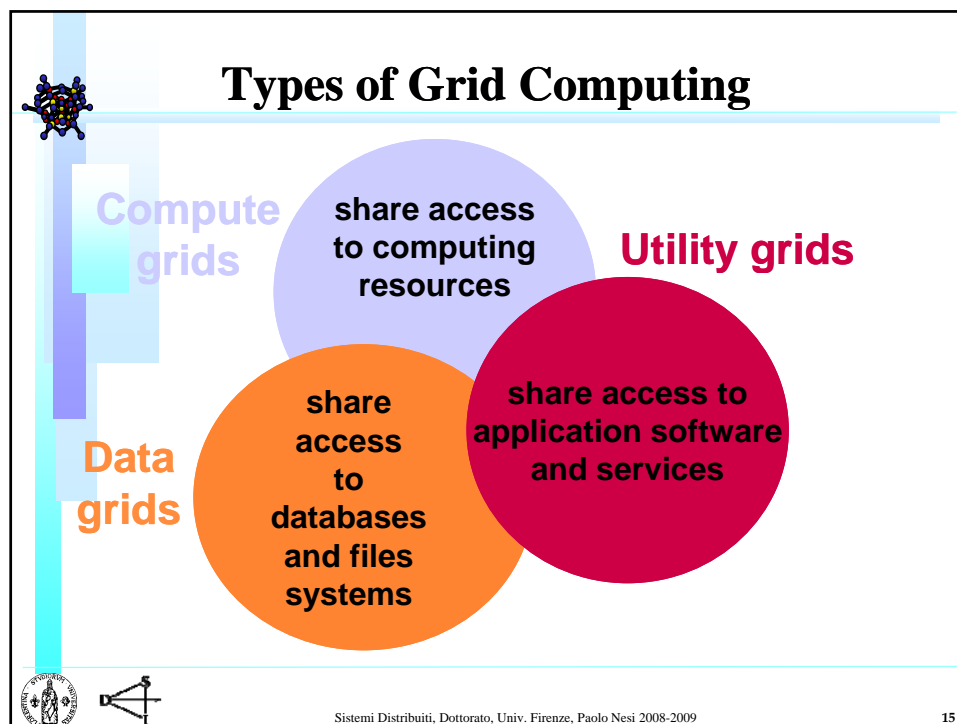 Types of Grid Computing
Compute
grids
share access
to computing
resources
Utility grids
share access to
application software
and services
Data
grids
share
access
to
databases
and files
systems
D
S
I
Sistemi Distribuiti, Dottorato, Univ. Firenze, Paolo Nesi 2008-2009
15